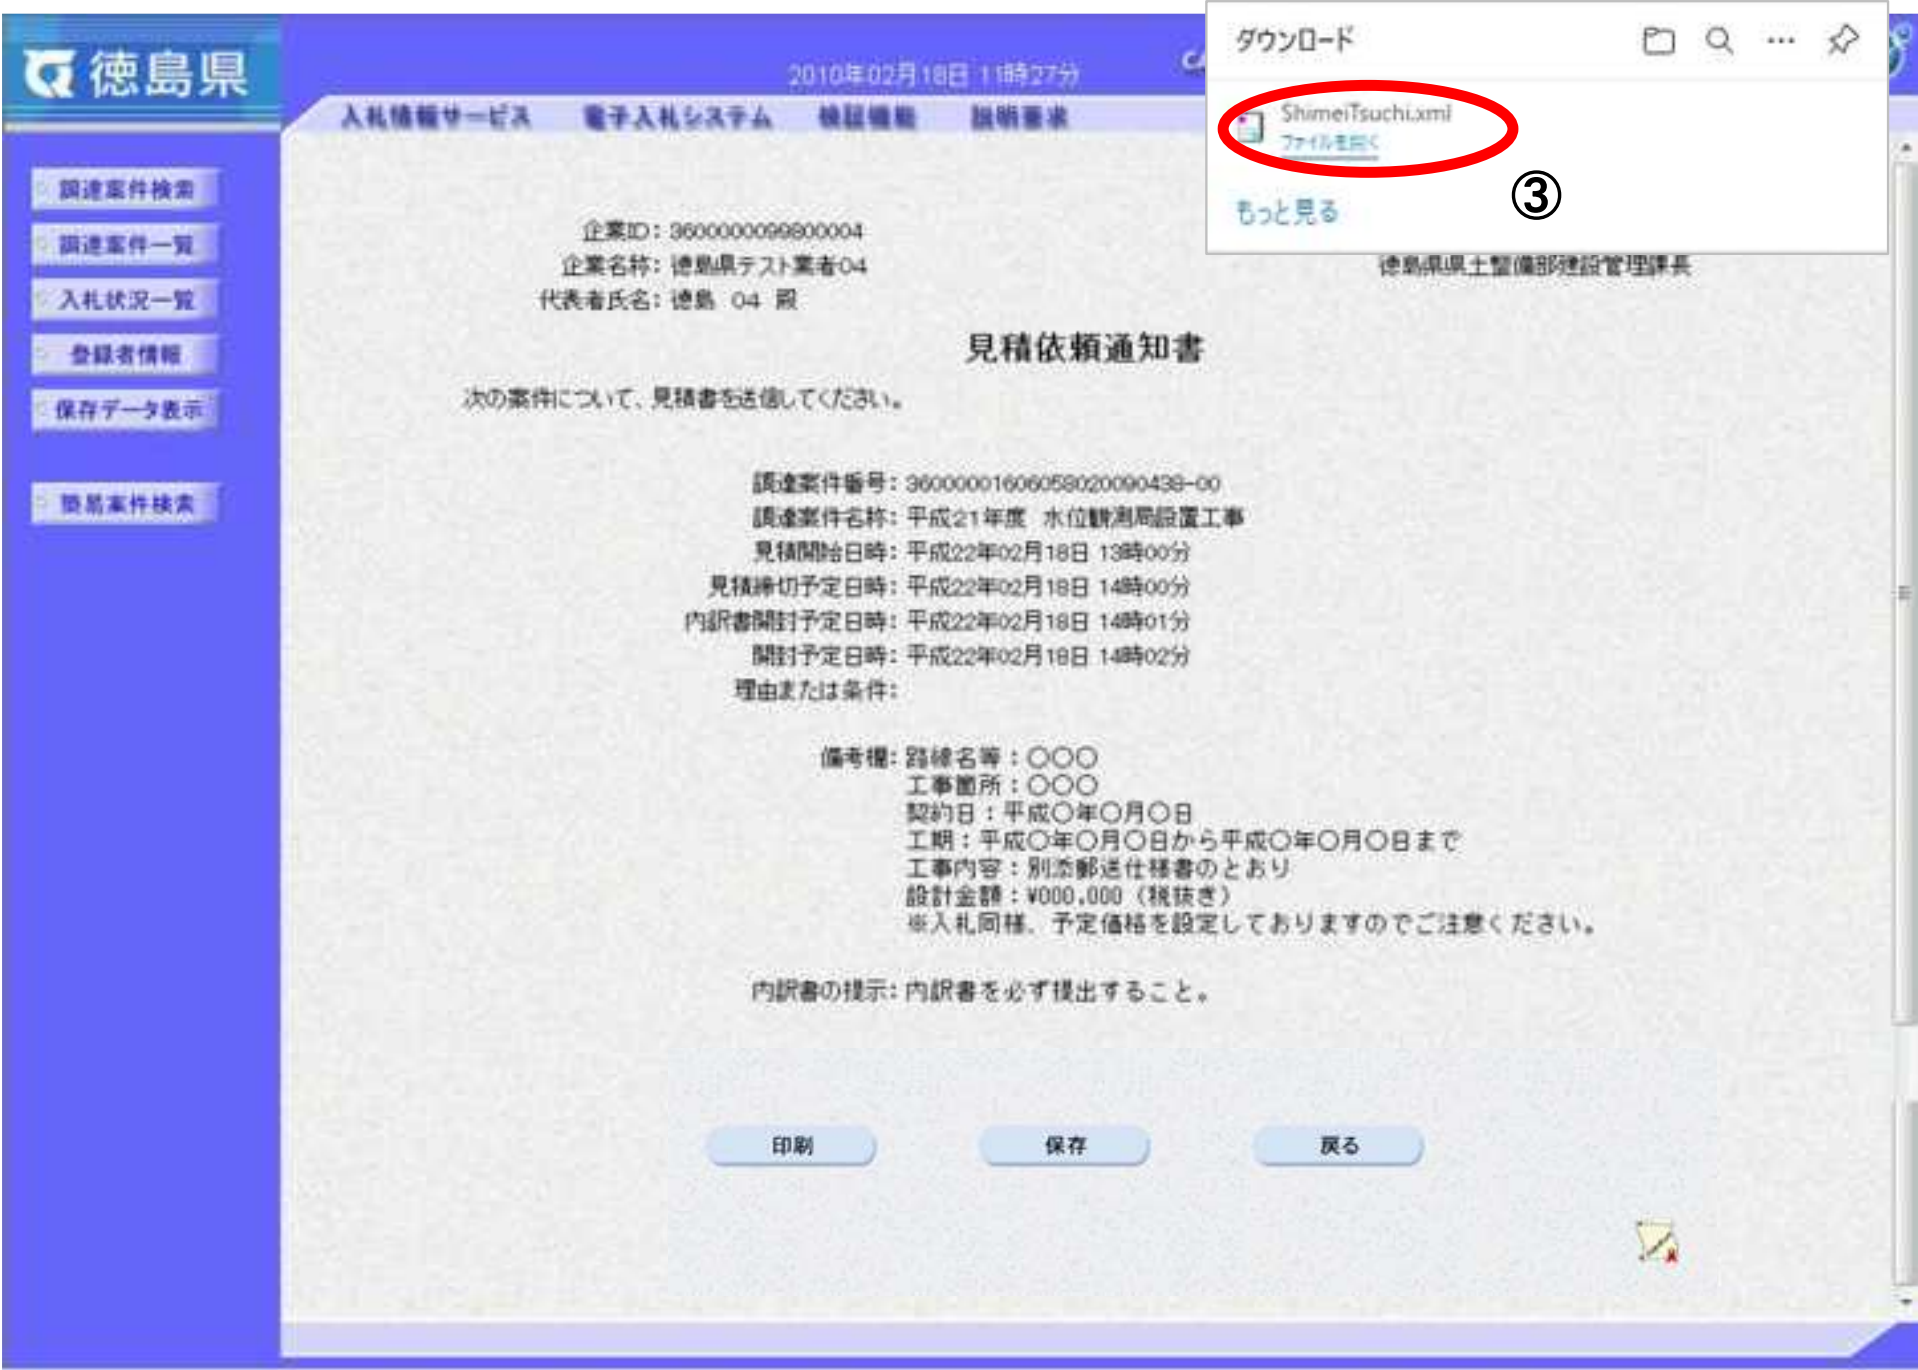 徳島県
2010年02月18日 11時27分
CA
入札情報サービス 電子入札システム 検証機能 説明要求
ダウンロード
ShimeiTsuchi.xml
ファイルを開く
もっと見る
③
調達案件検索
調達案件一覧
入札状況一覧
登録者情報
保存データ表示
簡易案件検索
企業ID: 3600000099800004
企業名称: 徳島県テスト業者04
代表者氏名: 徳島 04 殿
徳島県県土整備部建設管理課長
見積依頼通知書
次の案件について、見積書を送信してください。
調達案件番号: 36000001606058020090438-00
調達案件名称: 平成21年度 水位観測局設置工事
見積開始日時: 平成22年02月18日 13時00分
見積締切予定日時: 平成22年02月18日 14時00分
内訳書開封予定日時: 平成22年02月18日 14時01分
開封予定日時: 平成22年02月18日 14時02分
理由または条件:
備考欄: 路線名等:〇〇〇
工事箇所:〇〇〇
契約日:平成〇年〇月〇日
工期:平成〇年〇月〇日から平成〇年〇月〇日まで
工事内容:別添郵送仕様書のとおり
設計金額:¥000,000(税抜き)
※入札同様、予定価格を設定しておりますのでご注意ください。
内訳書の提示: 内訳書を必ず提出すること。
印刷 保存 戻る